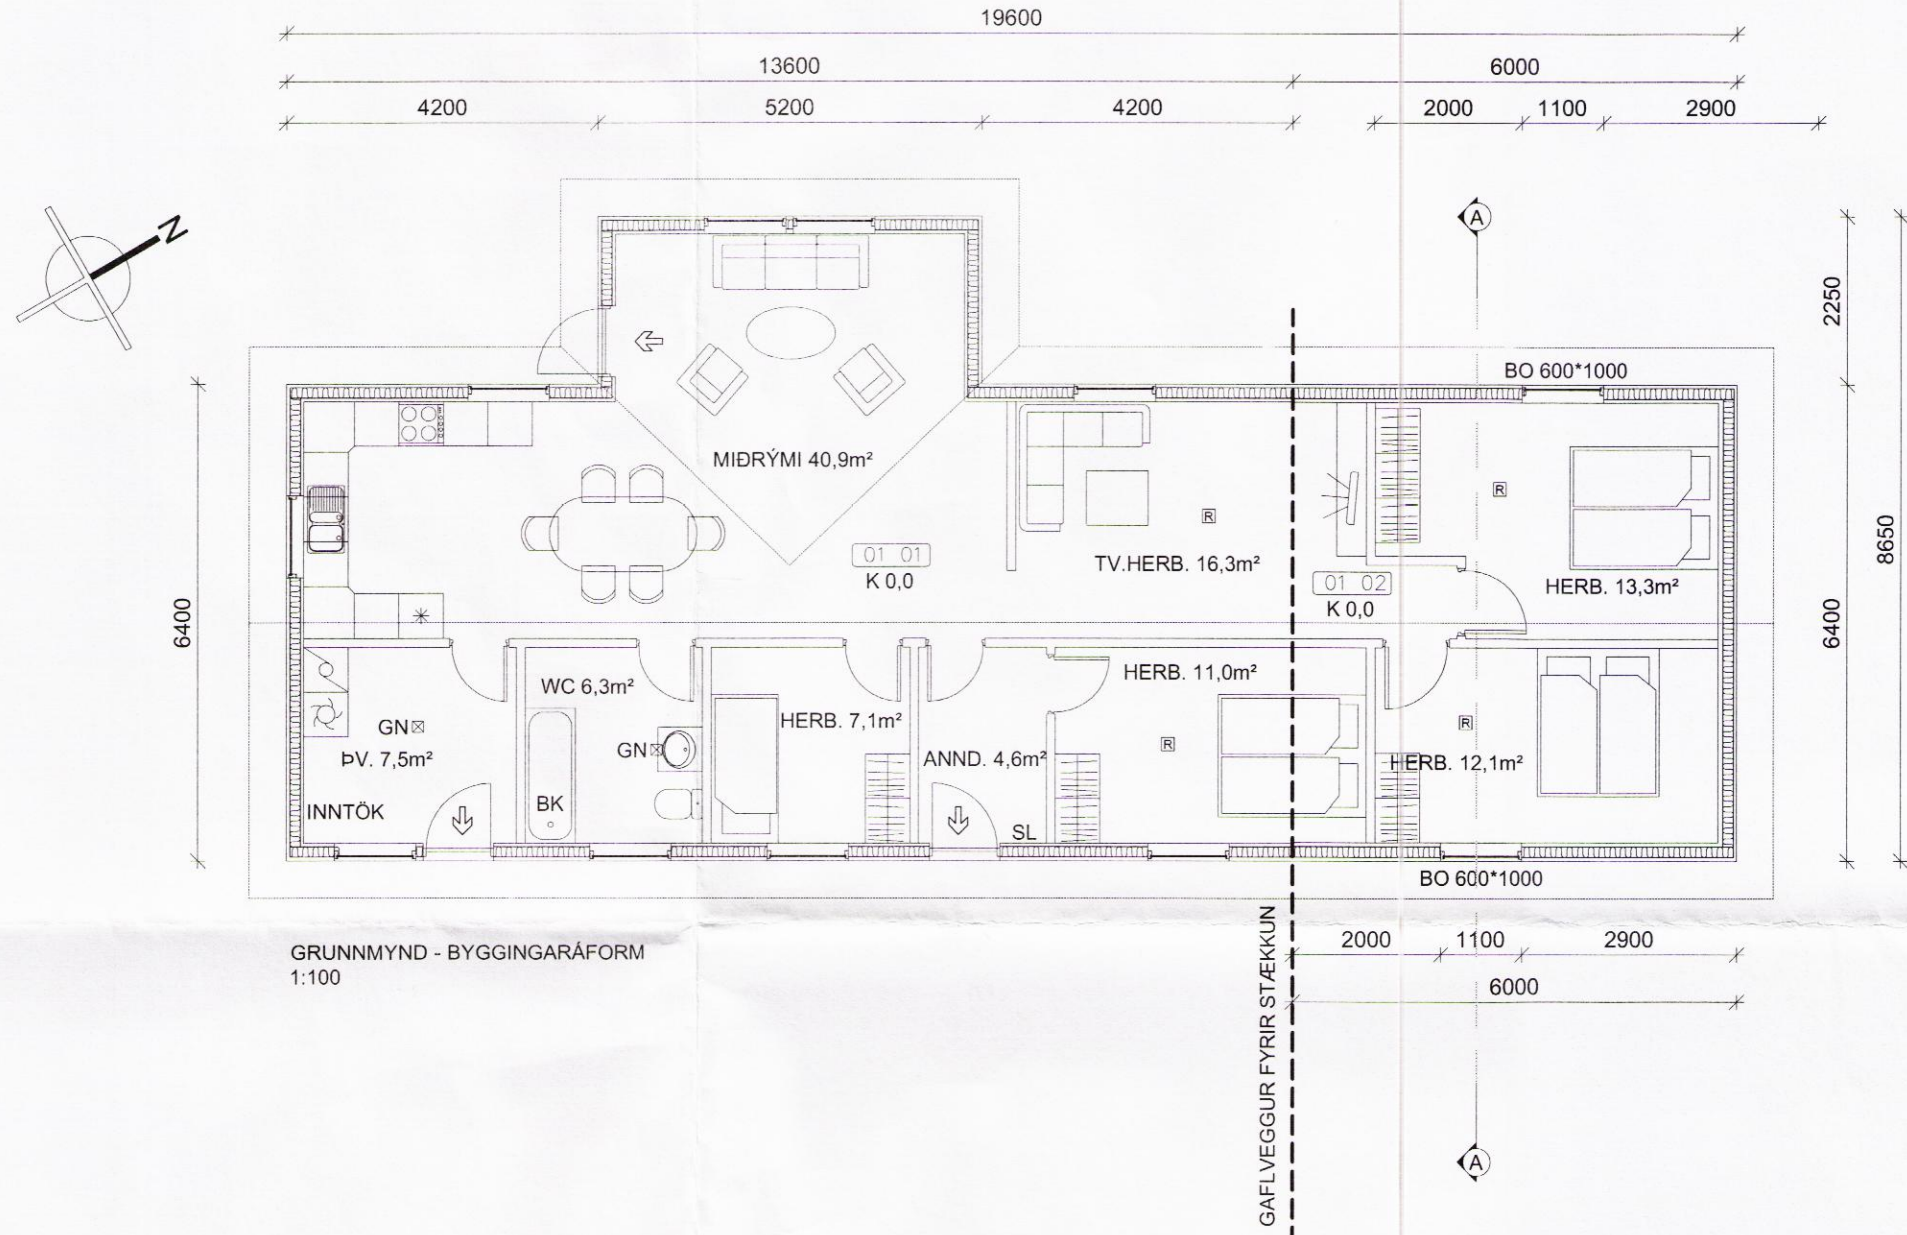 19600
13600 6000
4200 5200 4200 2000 1100 2900
N
A
2250
8650
6400
6400
BO 600*1000
MIÐRÝMI 40,9m²
R
R
01 01
K 0,0
TV.HERB. 16,3m²
01 02
K 0,0
HERB. 13,3m²
WC 6,3m²
HERB. 11,0m²
GN
GN
HERB. 7,1m²
R
R
ÞV. 7,5m²
ANND. 4,6m²
HERB. 12,1m²
INNTÖK
BK
SL
BO 600*1000
GRUNNMYND - BYGGINGARÁFORM
1:100
2000 1100 2900
6000
GAFLVEGGUR FYRIR STÆKKUN
A